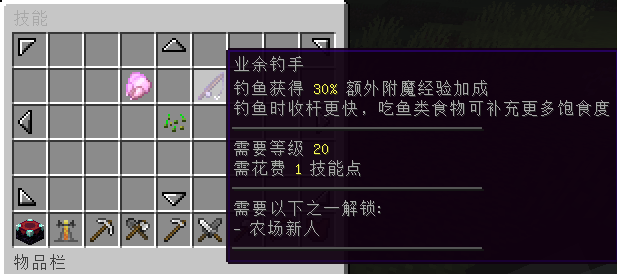 技能
业余钓手
钓鱼获得 30% 额外附魔经验加成
钓鱼时收杆更快，吃鱼类食物可补充更多饱食度
需要等级 20
需花费 1 技能点
需要以下之一解锁:
- 农场新人
物品栏